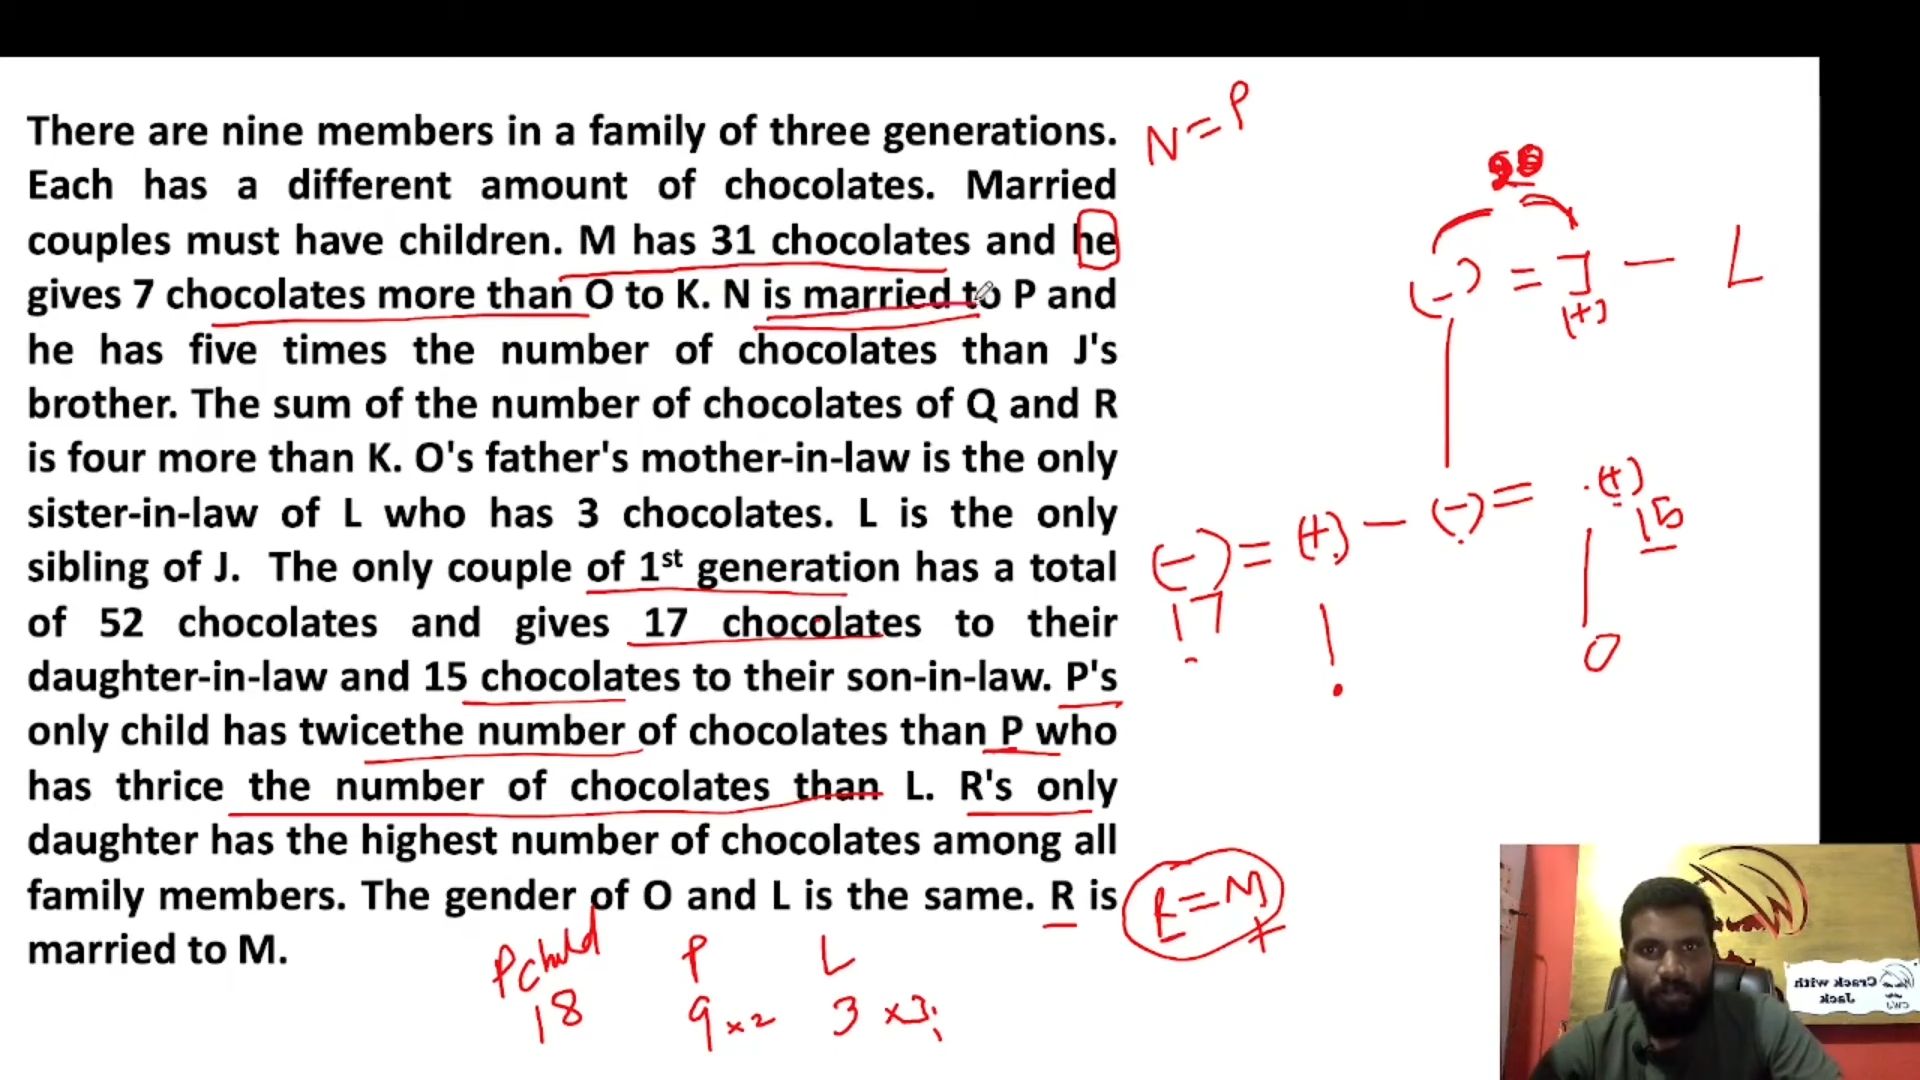 There are nine members in a family of three generations.
Each has a different amount of chocolates. Married
couples must have children. M has 31 chocolates and he
gives 7 chocolates more than O to K. N is married to P and
he has five times the number of chocolates than J's
brother. The sum of the number of chocolates of Q and R
is four more than K. O's father's mother-in-law is the only
sister-in-law of L who has 3 chocolates. L is the only
sibling of J. The only couple of 1st generation has a total
of 52 chocolates and gives 17 chocolates to their
daughter-in-law and 15 chocolates to their son-in-law. P's
only child has twicethe number of chocolates than P who
has thrice the number of chocolates than L. R's only
daughter has the highest number of chocolates among all
family members. The gender of O and L is the same. R is
married to M.
P child P L
18 9 x2 3 x3
N = P
(-) = J - L
(+)
(-) = (+) - (-) = (+)
17 15
O
R = M
+
Crack with
Jack